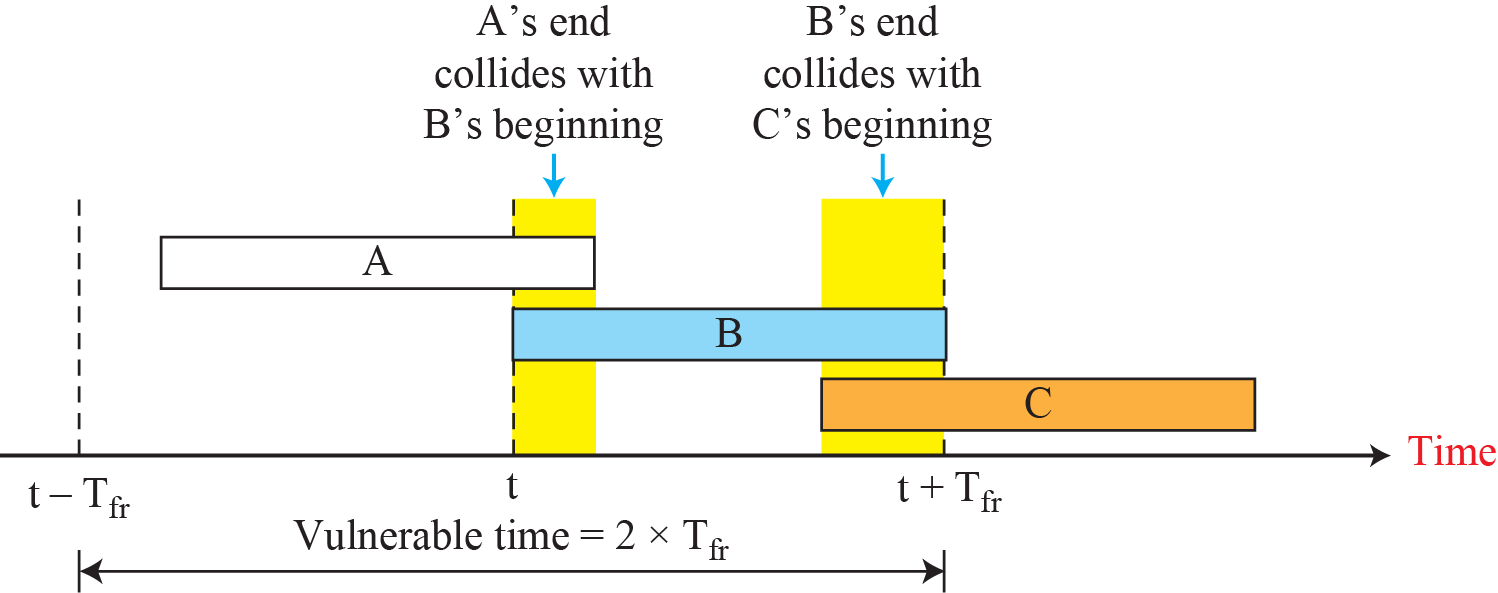 A’s end
collides with
B’s beginning
B’s end
collides with
C’s beginning
A
B
C
Time
t – Tfr
t
t + Tfr
Vulnerable time = 2 × Tfr